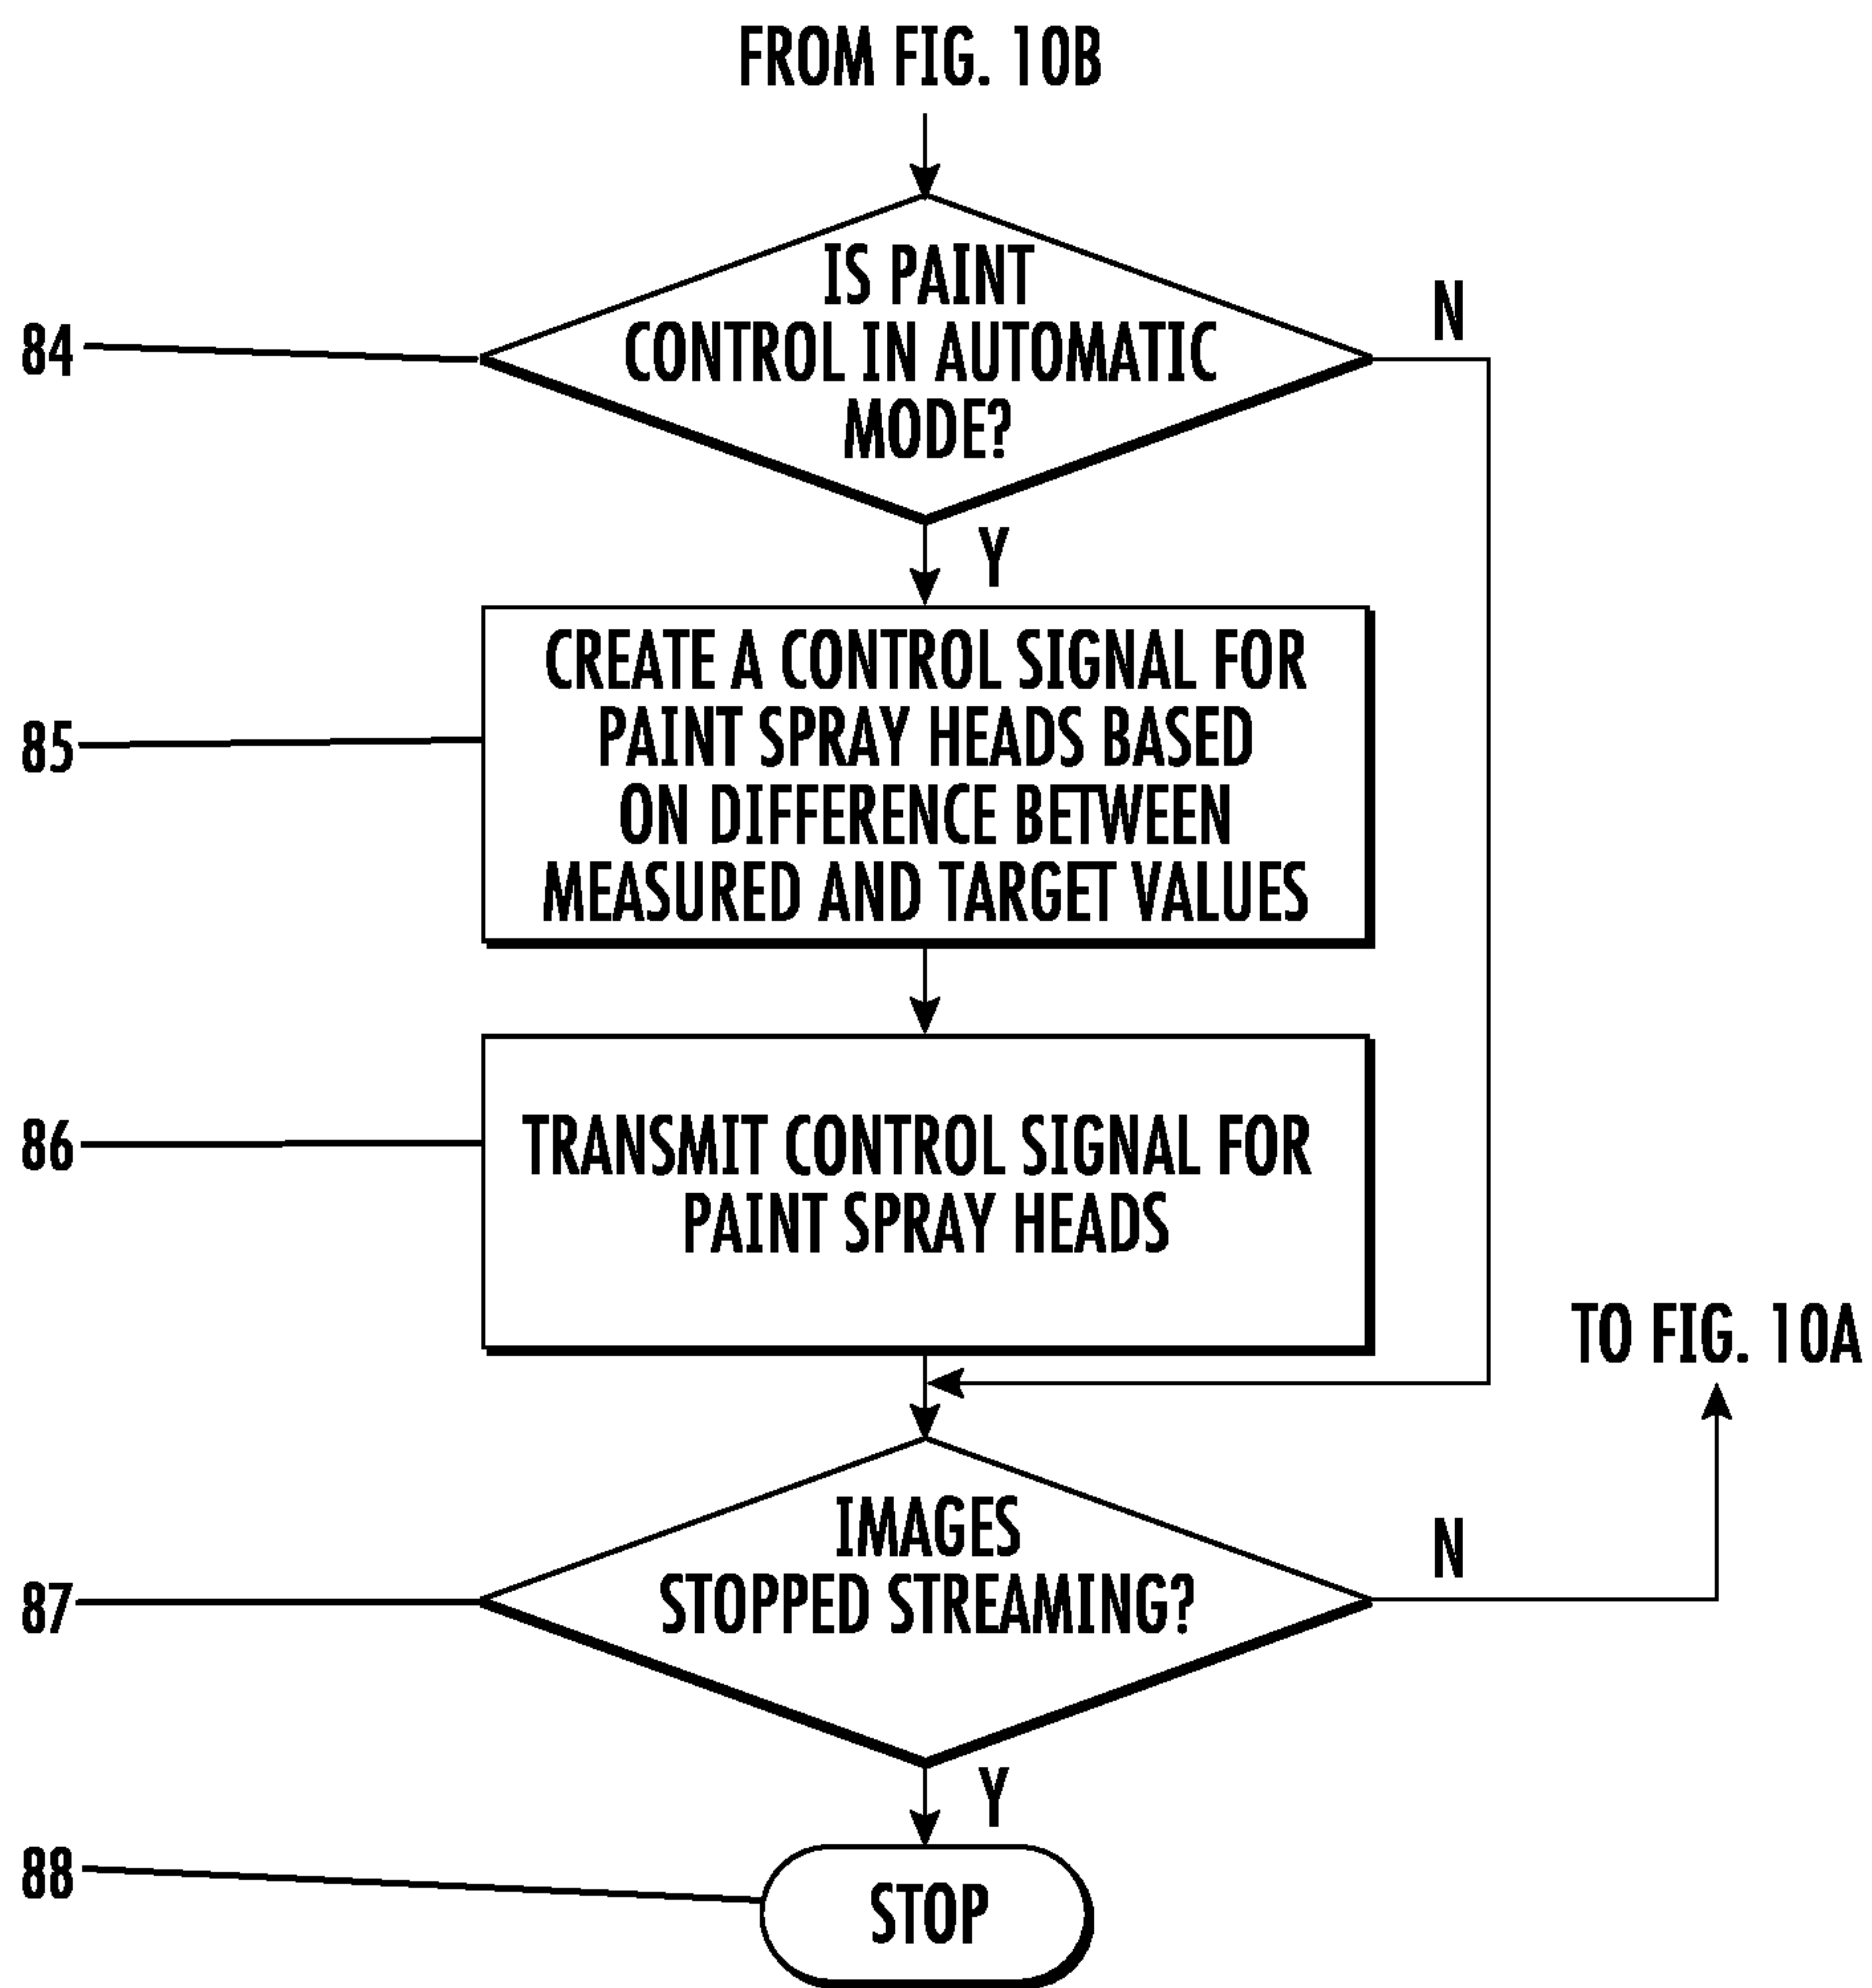 FROM FIG. 10B
IS PAINT
CONTROL IN AUTOMATIC
MODE?
N
84
Y
CREATE A CONTROL SIGNAL FOR
PAINT SPRAY HEADS BASED
ON DIFFERENCE BETWEEN
MEASURED AND TARGET VALUES
85
TRANSMIT CONTROL SIGNAL FOR
PAINT SPRAY HEADS
86
TO FIG. 10A
IMAGES
STOPPED STREAMING?
N
87
Y
STOP
88